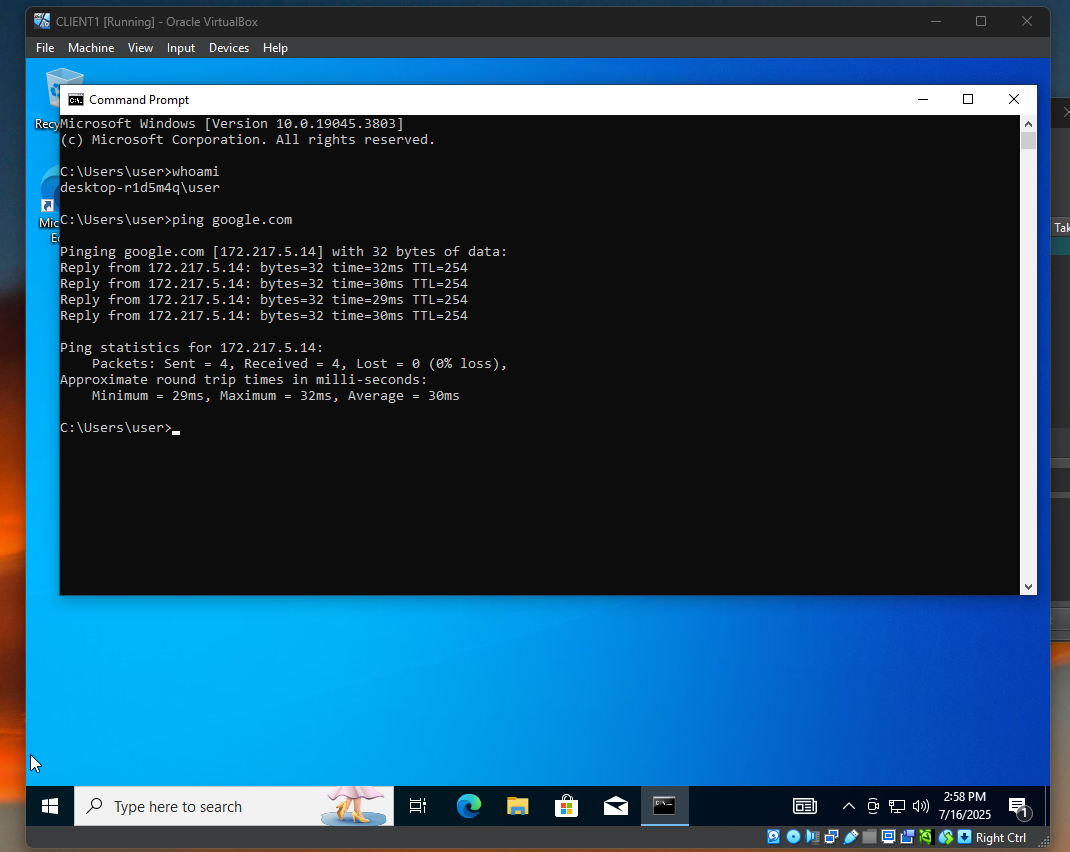 CLIENT1 [Running] - Oracle VirtualBox
File Machine View Input Devices Help
Command Prompt
Recy
Microsoft Windows [Version 10.0.19045.3803]
(c) Microsoft Corporation. All rights reserved.
C:\Users\user>whoami
desktop-r1d5m4q\user
Mic
C:\Users\user>ping google.com
Tak
Pinging google.com [172.217.5.14] with 32 bytes of data:
Reply from 172.217.5.14: bytes=32 time=32ms TTL=254
Reply from 172.217.5.14: bytes=32 time=30ms TTL=254
Reply from 172.217.5.14: bytes=32 time=29ms TTL=254
Reply from 172.217.5.14: bytes=32 time=30ms TTL=254
Ping statistics for 172.217.5.14:
Packets: Sent = 4, Received = 4, Lost = 0 (0% loss),
Approximate round trip times in milli-seconds:
Minimum = 29ms, Maximum = 32ms, Average = 30ms
C:\Users\user>
Type here to search
2:58 PM
7/16/2025
1
Right Ctrl